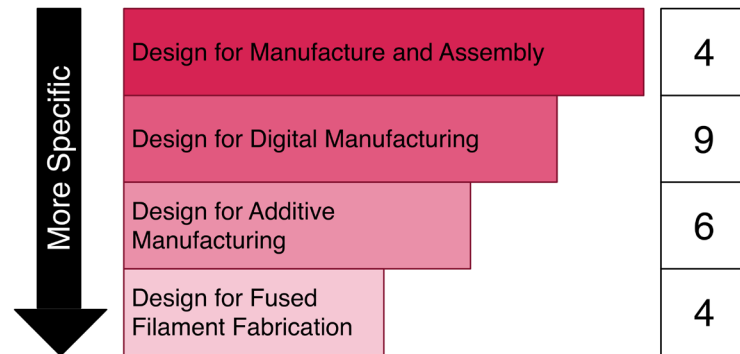 More Specific
Design for Manufacture and Assembly
4
Design for Digital Manufacturing
9
Design for Additive
Manufacturing
6
Design for Fused
Filament Fabrication
4